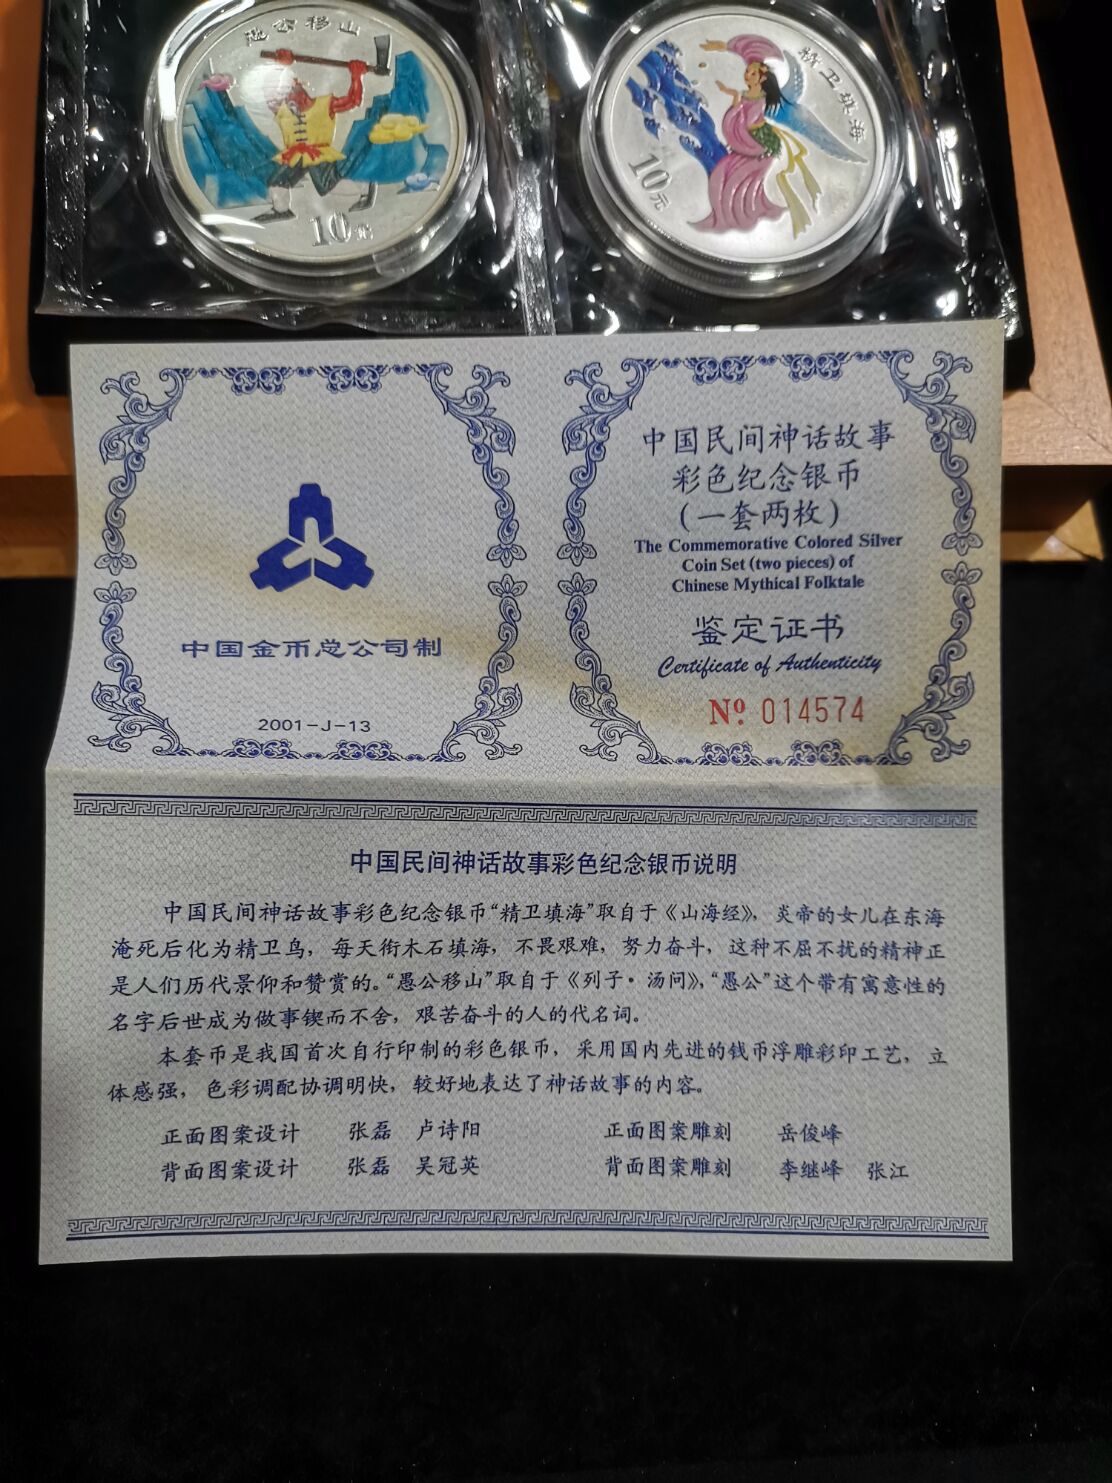 愚公移山
10元
精卫填海
10元
中国金币总公司制
2001-J-13
中国民间神话故事
彩色纪念银币
(一套两枚)
The Commemorative Colored Silver
Coin Set (two pieces) of
Chinese Mythical Folktale
鉴定证书
Certificate of Authenticity
Nº 014574
中国民间神话故事彩色纪念银币说明
中国民间神话故事彩色纪念银币“精卫填海”取自于《山海经》，炎帝的女儿在东海
淹死后化为精卫鸟，每天衔木石填海，不畏艰难，努力奋斗，这种不屈不扰的精神正
是人们历代景仰和赞赏的。“愚公移山”取自于《列子·汤问》，“愚公”这个带有寓意性的
名字后世成为做事锲而不舍，艰苦奋斗的人的代名词。
本套币是我国首次自行印制的彩色银币，采用国内先进的钱币浮雕彩印工艺，立
体感强，色彩调配协调明快，较好地表达了神话故事的内容。
正面图案设计 张磊 卢诗阳 正面图案雕刻 岳俊峰
背面图案设计 张磊 吴冠英 背面图案雕刻 李继峰 张江